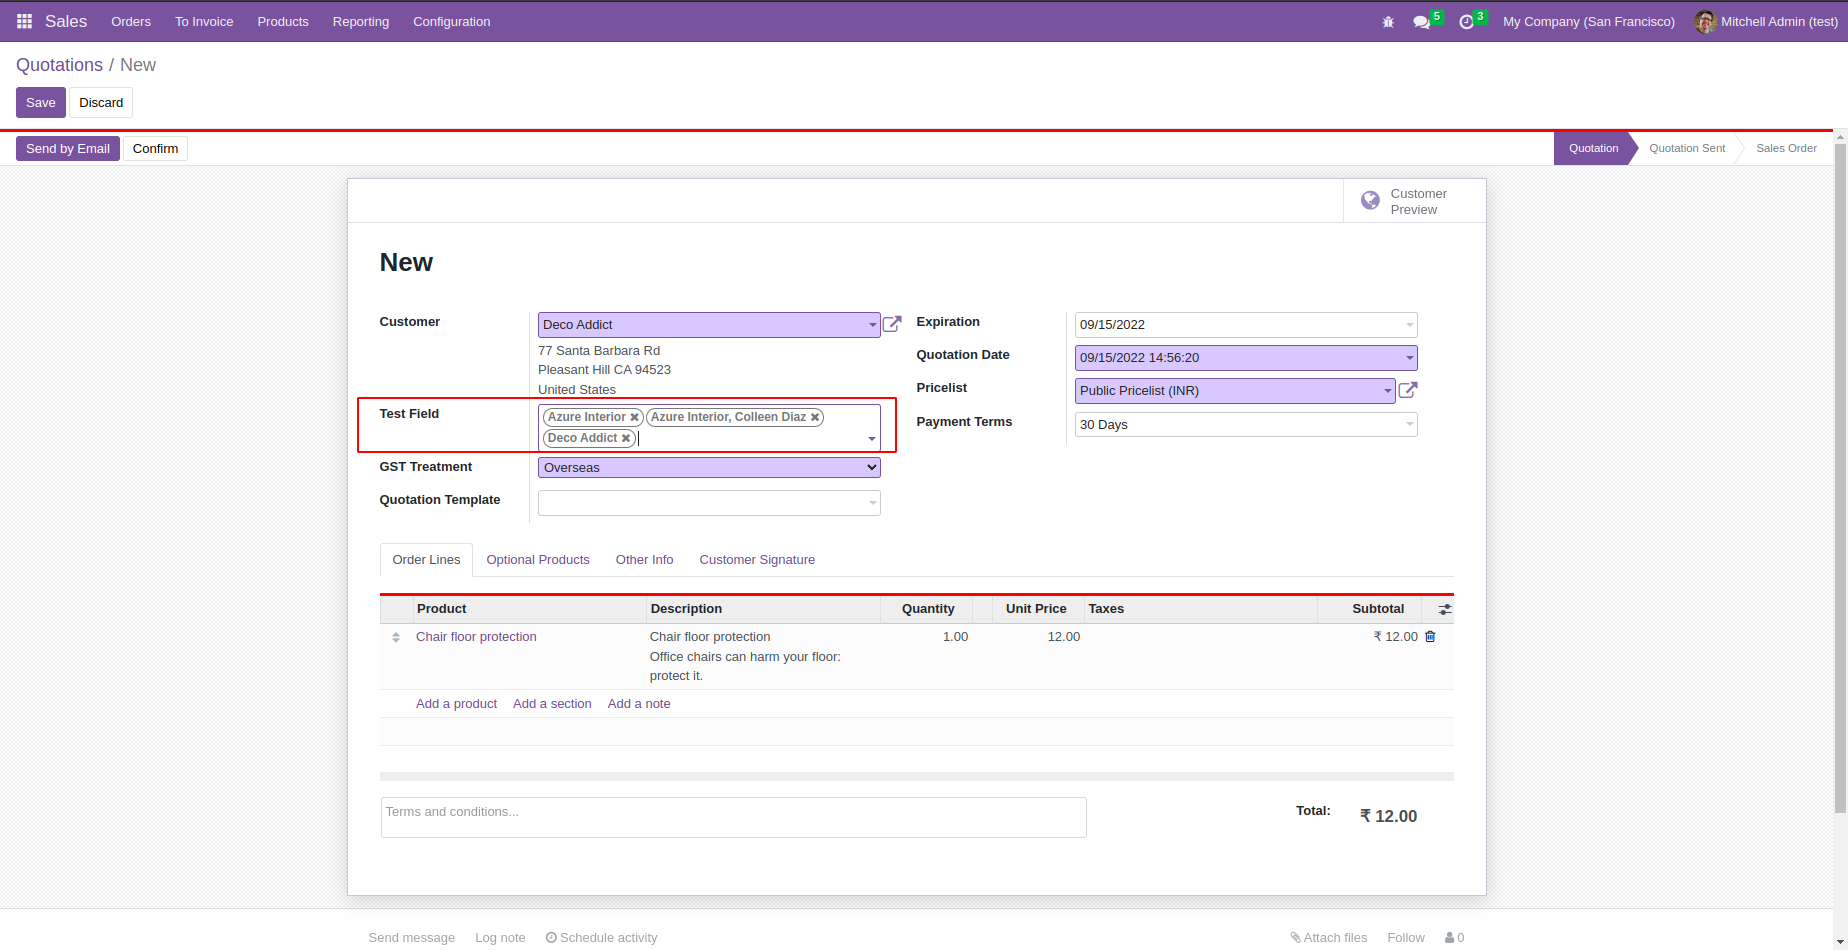 Sales Orders To Invoice Products Reporting Configuration 5 3 My Company (San Francisco) Mitchell Admin (test)
Quotations / New
Save Discard
Send by Email Confirm Quotation Quotation Sent Sales Order
Customer
Preview
New
Customer Deco Addict
77 Santa Barbara Rd
Pleasant Hill CA 94523
United States
Test Field Azure Interior Azure Interior, Colleen Diaz
Deco Addict
GST Treatment Overseas
Quotation Template
Expiration 09/15/2022
Quotation Date 09/15/2022 14:56:20
Pricelist Public Pricelist (INR)
Payment Terms 30 Days
Order Lines Optional Products Other Info Customer Signature
Product Description Quantity Unit Price Taxes Subtotal
Chair floor protection Chair floor protection 1.00 12.00 ₹ 12.00
Office chairs can harm your floor:
protect it.
Add a product Add a section Add a note
Terms and conditions...
Total: ₹ 12.00
Send message Log note Schedule activity Attach files Follow 0